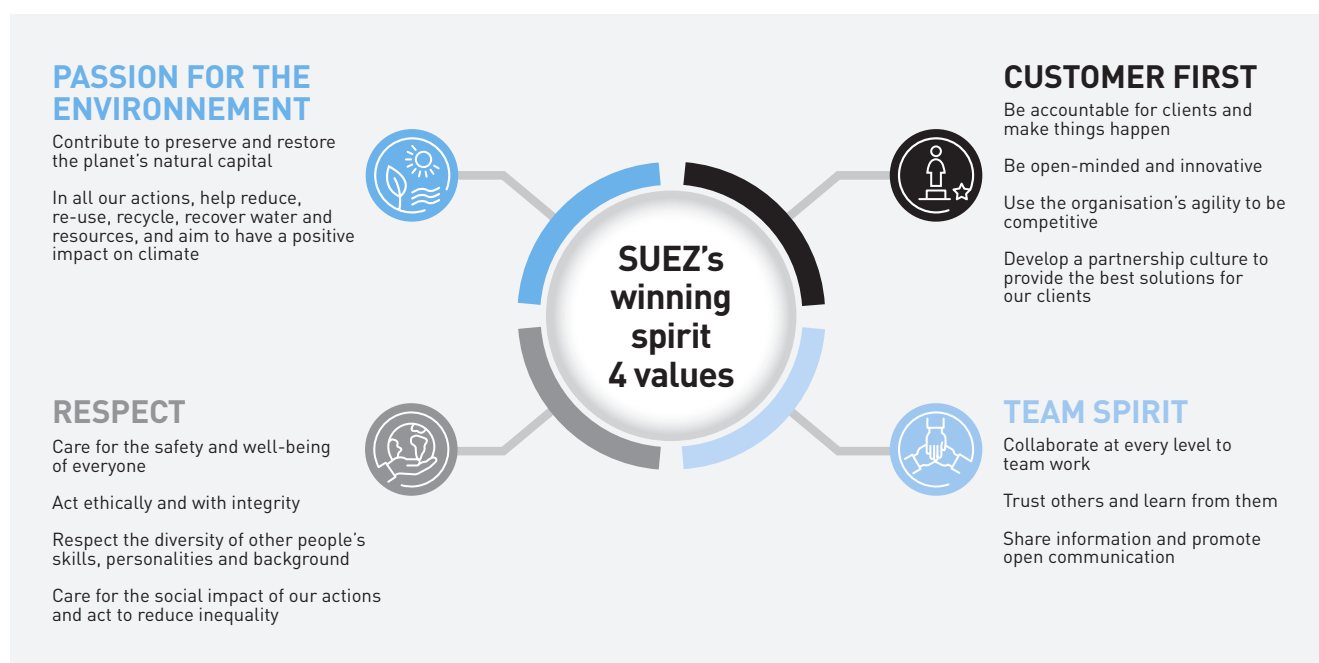 PASSION FOR THE
ENVIRONNEMENT
Contribute to preserve and restore
the planet's natural capital
In all our actions, help reduce,
re-use, recycle, recover water and
resources, and aim to have a positive
impact on climate
CUSTOMER FIRST
Be accountable for clients and
make things happen
Be open-minded and innovative
Use the organisation's agility to be
competitive
Develop a partnership culture to
provide the best solutions for
our clients
SUEZ's
winning
spirit
4 values
RESPECT
Care for the safety and well-being
of everyone
Act ethically and with integrity
Respect the diversity of other people's
skills, personalities and background
Care for the social impact of our actions
and act to reduce inequality
TEAM SPIRIT
Collaborate at every level to
team work
Trust others and learn from them
Share information and promote
open communication